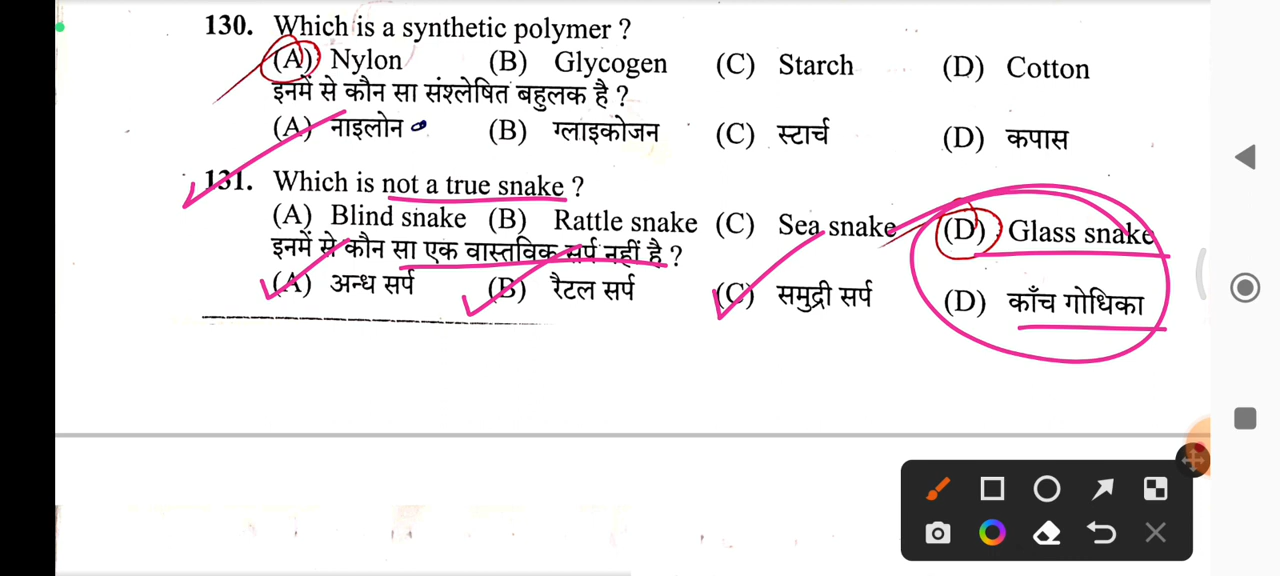 130. Which is a synthetic polymer ?
(A) Nylon (B) Glycogen (C) Starch (D) Cotton
इनमें से कौन सा संश्लेषित बहुलक है ?
(A) नाइलोन (B) ग्लाइकोजन (C) स्टार्च (D) कपास
131. Which is not a true snake ?
(A) Blind snake (B) Rattle snake (C) Sea snake (D) Glass snake
इनमें से कौन सा एक वास्तविक सर्प नहीं है ?
(A) अन्ध सर्प (B) रैटल सर्प (C) समुद्री सर्प (D) काँच गोधिका